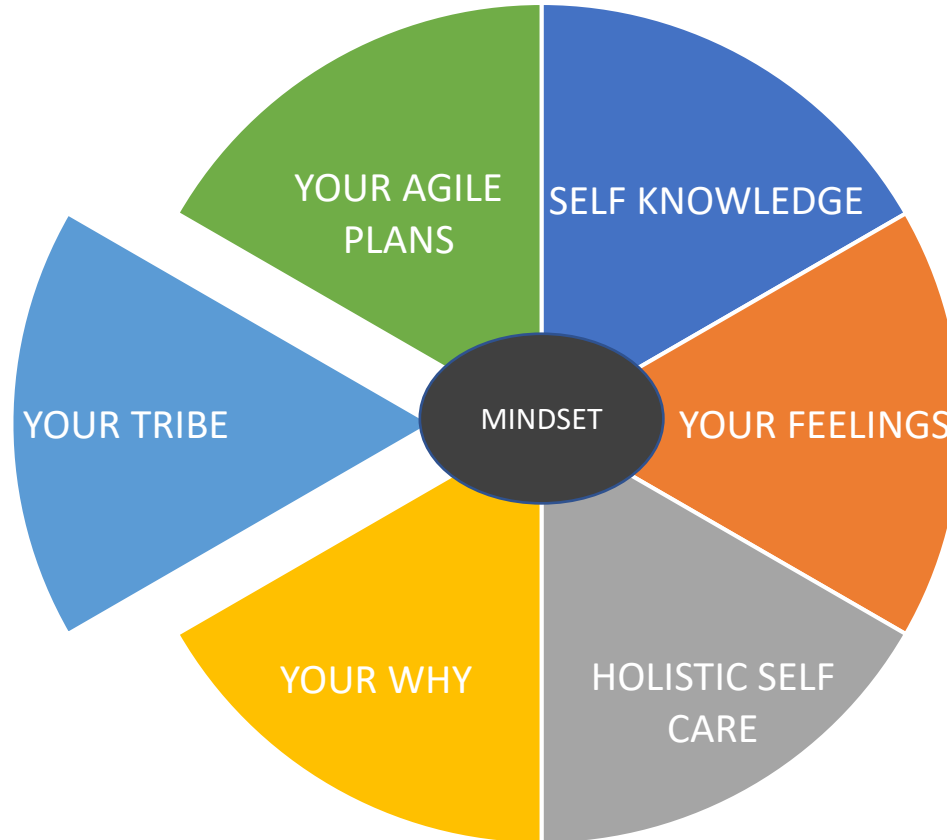 YOUR AGILE
PLANS
SELF KNOWLEDGE
YOUR TRIBE
MINDSET
YOUR FEELINGS
YOUR WHY
HOLISTIC SELF
CARE